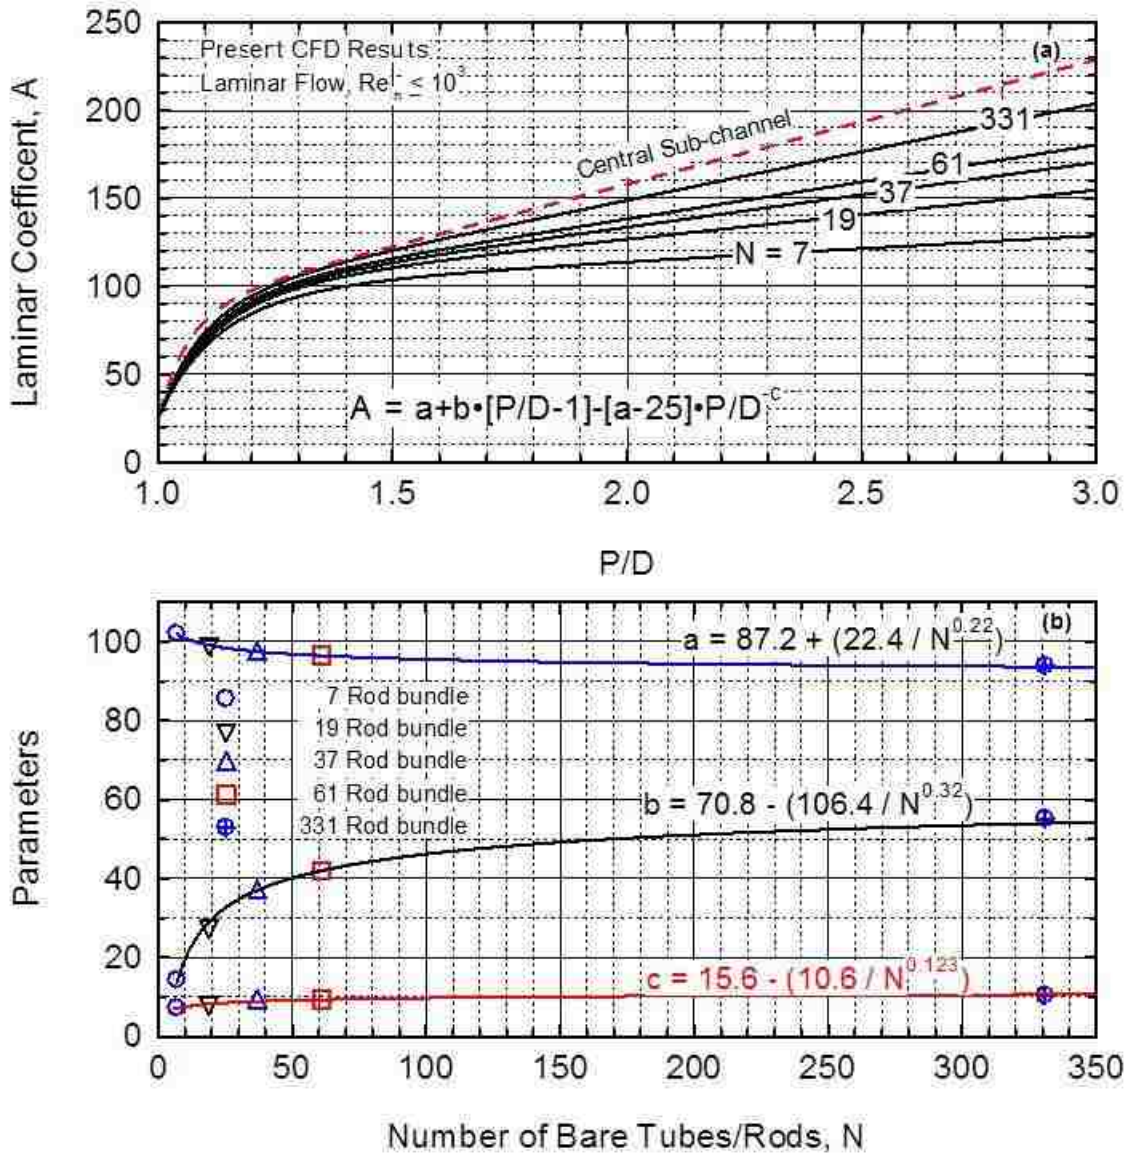 250
200
150
100
50
0
Laminar Coefficent, A
Present CFD Resuts
Laminar Flow, Re_h ≤ 10³
(a)
Central Sub-channel
331
61
37
19
N = 7
A = a+b•[P/D-1]-[a-25]•P/D^-c
1.0 1.5 2.0 2.5 3.0
P/D
100
80
60
40
20
0
Parameters
(b)
a = 87.2 + (22.4 / N^0.22)
7 Rod bundle
19 Rod bundle
37 Rod bundle
61 Rod bundle
331 Rod bundle
b = 70.8 - (106.4 / N^0.32)
c = 15.6 - (10.6 / N^0.123)
0 50 100 150 200 250 300 350
Number of Bare Tubes/Rods, N